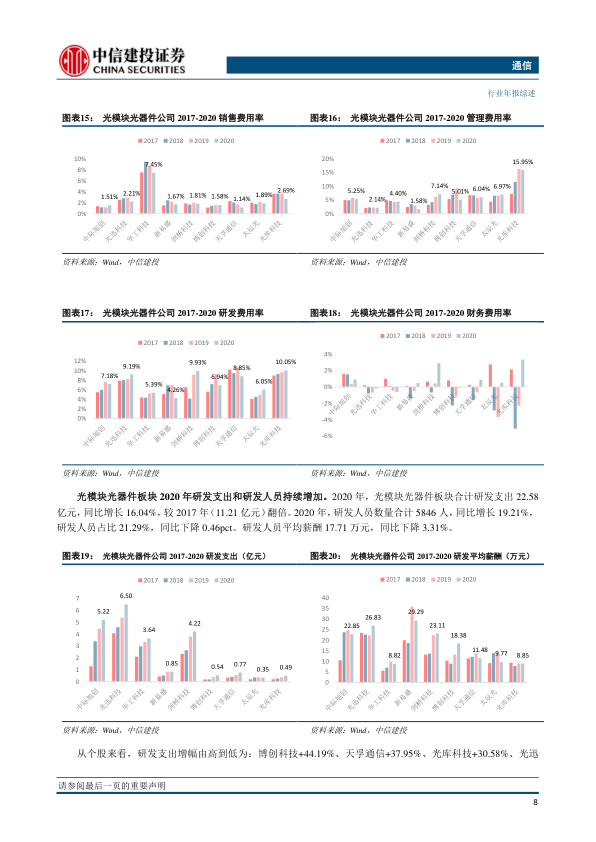 中信建投证券
CHINA SECURITIES
通信
行业年报综述
图表15： 光模块光器件公司 2017-2020 销售费用率
2017 2018 2019 2020
10%
8%
6%
4%
2%
0%
1.51% 2.21% 7.45% 1.67% 1.81% 1.58% 1.14% 1.89% 2.69%
中际旭创 光迅科技 华工科技 新易盛 剑桥科技 博创科技 天孚通信 太辰光 光库科技
资料来源：Wind，中信建投
图表16： 光模块光器件公司 2017-2020 管理费用率
2017 2018 2019 2020
20%
15%
10%
5%
0%
5.25% 2.14% 4.40% 1.58% 7.14% 5.01% 6.04% 6.97% 15.95%
中际旭创 光迅科技 华工科技 新易盛 剑桥科技 博创科技 天孚通信 太辰光 光库科技
资料来源：Wind，中信建投
图表17： 光模块光器件公司 2017-2020 研发费用率
2017 2018 2019 2020
12%
10%
8%
6%
4%
2%
0%
7.18% 9.19% 5.39% 4.26% 9.93% 6.94% 8.85% 6.05% 10.05%
中际旭创 光迅科技 华工科技 新易盛 剑桥科技 博创科技 天孚通信 太辰光 光库科技
资料来源：Wind，中信建投
图表18： 光模块光器件公司 2017-2020 财务费用率
2017 2018 2019 2020
4%
2%
0%
-2%
-4%
-6%
中际旭创 光迅科技 华工科技 新易盛 剑桥科技 博创科技 天孚通信 太辰光 光库科技
资料来源：Wind，中信建投
光模块光器件板块 2020 年研发支出和研发人员持续增加。2020 年，光模块光器件板块合计研发支出 22.58
亿元，同比增长 16.04%，较 2017 年（11.21 亿元）翻倍。2020 年，研发人员数量合计 5846 人，同比增长 19.21%，
研发人员占比 21.29%，同比下降 0.46pct。研发人员平均薪酬 17.71 万元，同比下降 3.31%。
图表19： 光模块光器件公司 2017-2020 研发支出（亿元）
2017 2018 2019 2020
7
6
5
4
3
2
1
0
5.22 6.50 3.64 0.85 4.22 0.54 0.77 0.35 0.49
中际旭创 光迅科技 华工科技 新易盛 剑桥科技 博创科技 天孚通信 太辰光 光库科技
资料来源：Wind，中信建投
图表20： 光模块光器件公司 2017-2020 研发平均薪酬（万元）
2017 2018 2019 2020
40
35
30
25
20
15
10
5
0
22.85 26.83 8.82 29.29 23.11 18.38 11.48 9.77 8.85
中际旭创 光迅科技 华工科技 新易盛 剑桥科技 博创科技 天孚通信 太辰光 光库科技
资料来源：Wind，中信建投
从个股来看，研发支出增幅由高到低为：博创科技+44.19%、天孚通信+37.95%、光库科技+30.58%、光迅
请参阅最后一页的重要声明
8